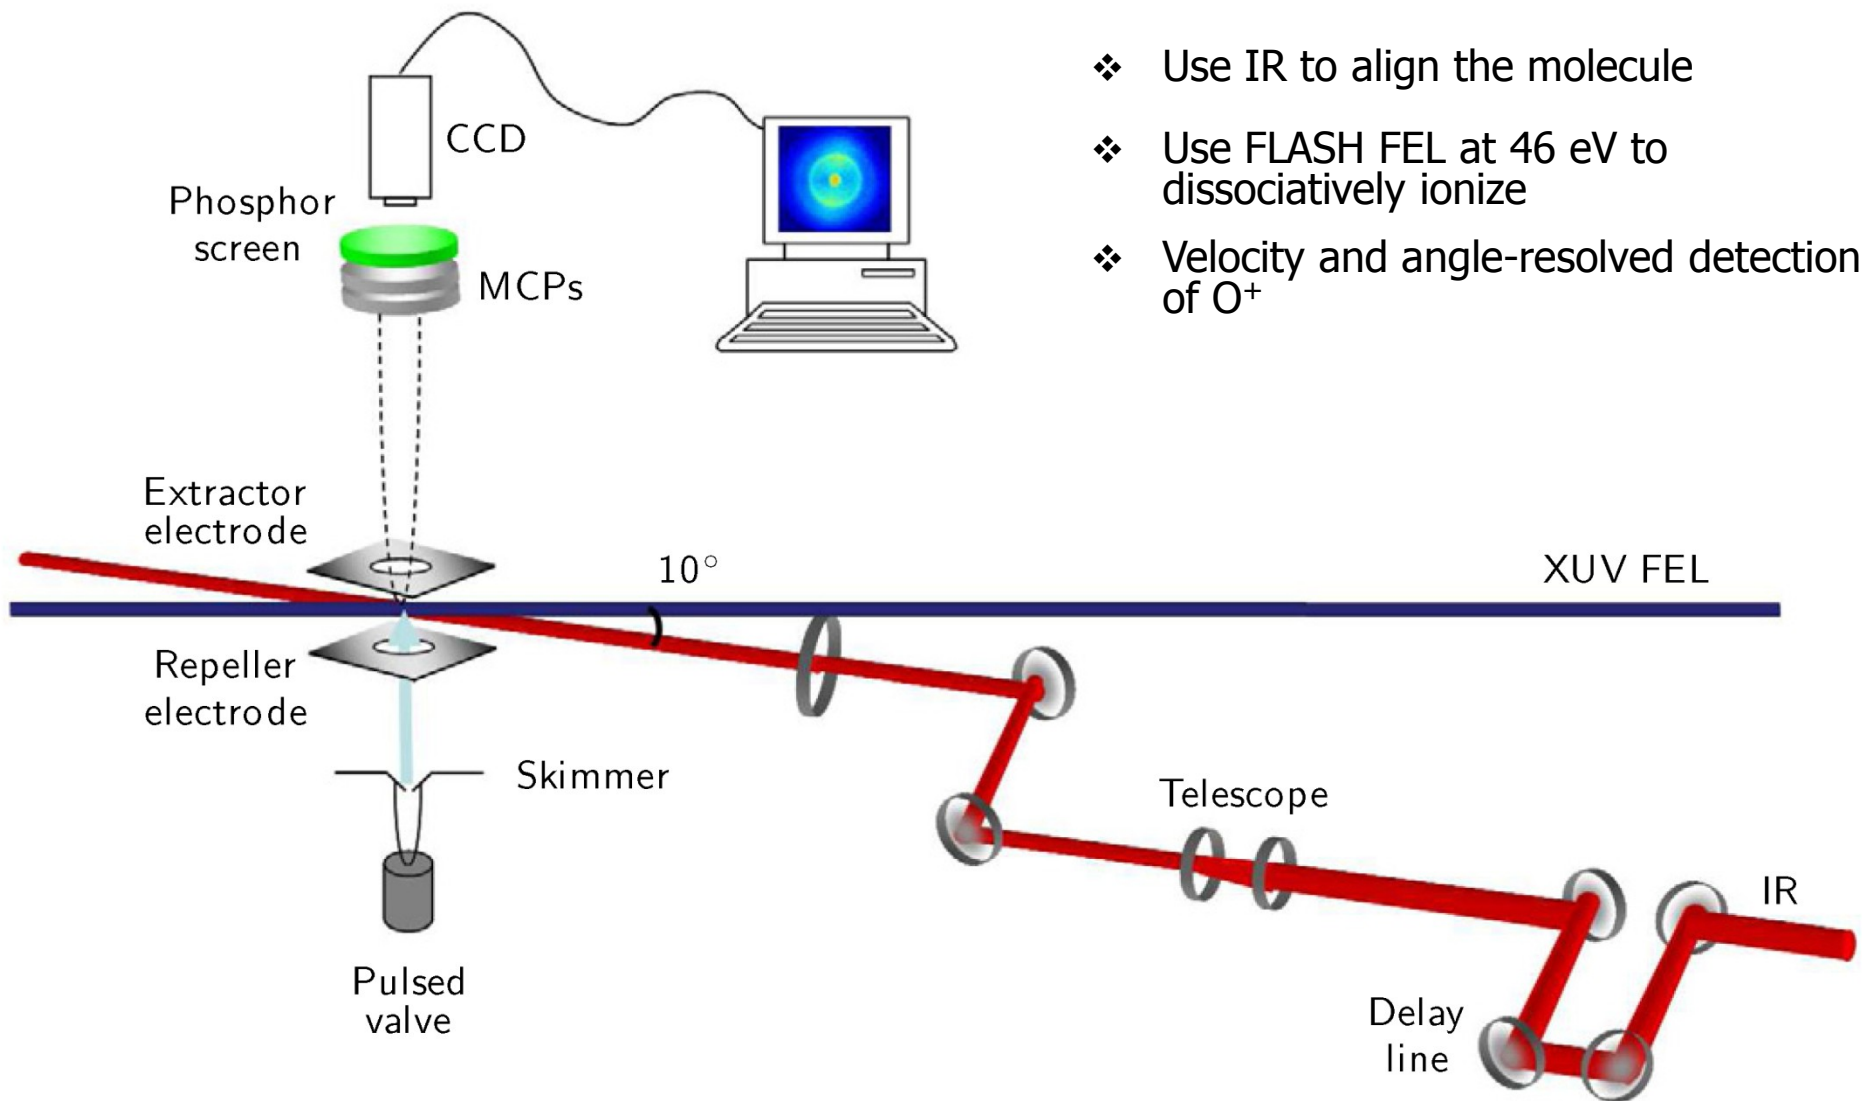 ❖ Use IR to align the molecule
❖ Use FLASH FEL at 46 eV to
dissociatively ionize
❖ Velocity and angle-resolved detection
of O⁺
CCD
Phosphor
screen
MCPs
Extractor
electrode
10°
XUV FEL
Repeller
electrode
Skimmer
Telescope
IR
Pulsed
valve
Delay
line